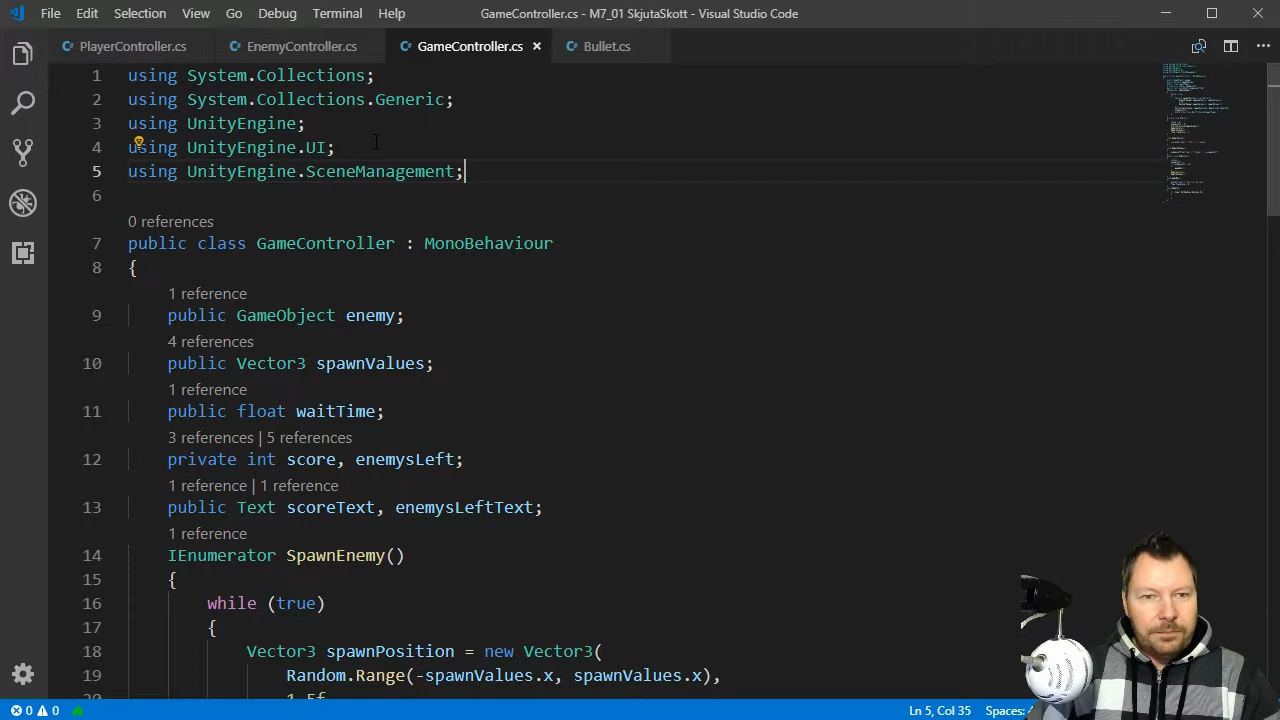 File Edit Selection View Go Debug Terminal Help GameController.cs - M7_01 SkjutaSkott - Visual Studio Code
PlayerController.cs EnemyController.cs GameController.cs Bullet.cs
1 using System.Collections;
2 using System.Collections.Generic;
3 using UnityEngine;
4 using UnityEngine.UI;
5 using UnityEngine.SceneManagement;
6
0 references
7 public class GameController : MonoBehaviour
8 {
1 reference
9 public GameObject enemy;
4 references
10 public Vector3 spawnValues;
1 reference
11 public float waitTime;
3 references | 5 references
12 private int score, enemysLeft;
1 reference | 1 reference
13 public Text scoreText, enemysLeftText;
1 reference
14 IEnumerator SpawnEnemy()
15 {
16 while (true)
17 {
18 Vector3 spawnPosition = new Vector3(
19 Random.Range(-spawnValues.x, spawnValues.x),
20 1.5f,
0 0 Ln 5, Col 35 Spaces: